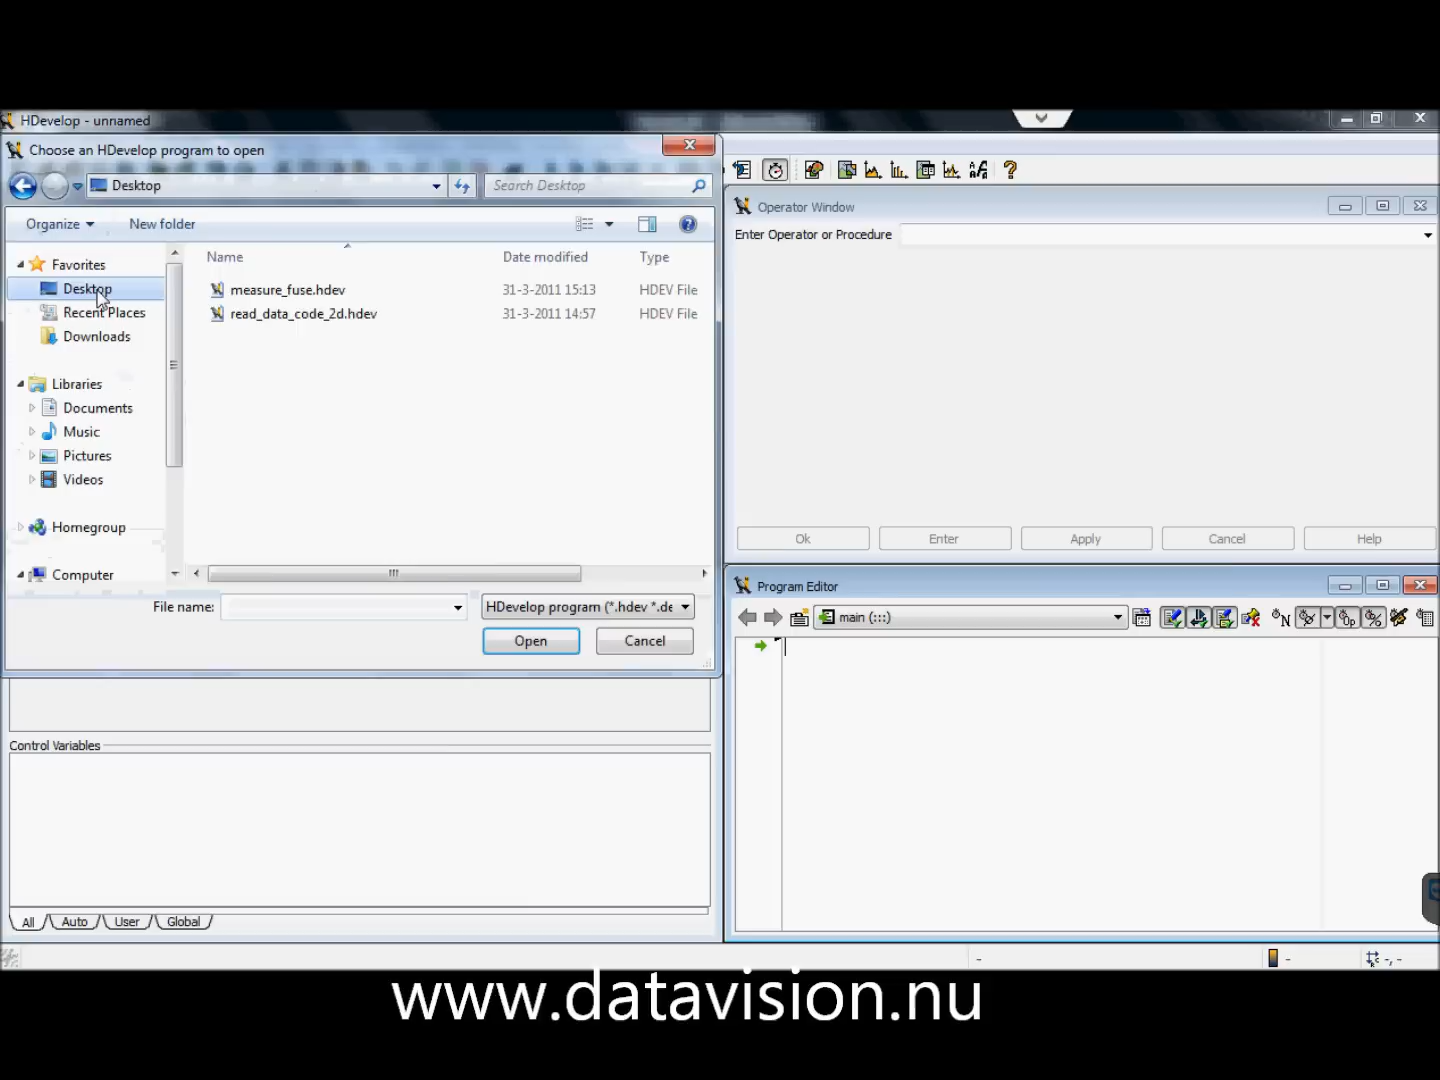 HDevelop - unnamed
Choose an HDevelop program to open
Desktop
Search Desktop
Organize
New folder
Name
Date modified
Type
Favorites
Desktop
Recent Places
Downloads
Libraries
Documents
Music
Pictures
Videos
Homegroup
Computer
measure_fuse.hdev 31-3-2011 15:13 HDEV File
read_data_code_2d.hdev 31-3-2011 14:57 HDEV File
File name:
HDevelop program (*.hdev *.de
Open
Cancel
Control Variables
All Auto User Global
Operator Window
Enter Operator or Procedure
Ok Enter Apply Cancel Help
Program Editor
main (:::)
- - -, -
www.datavision.nu